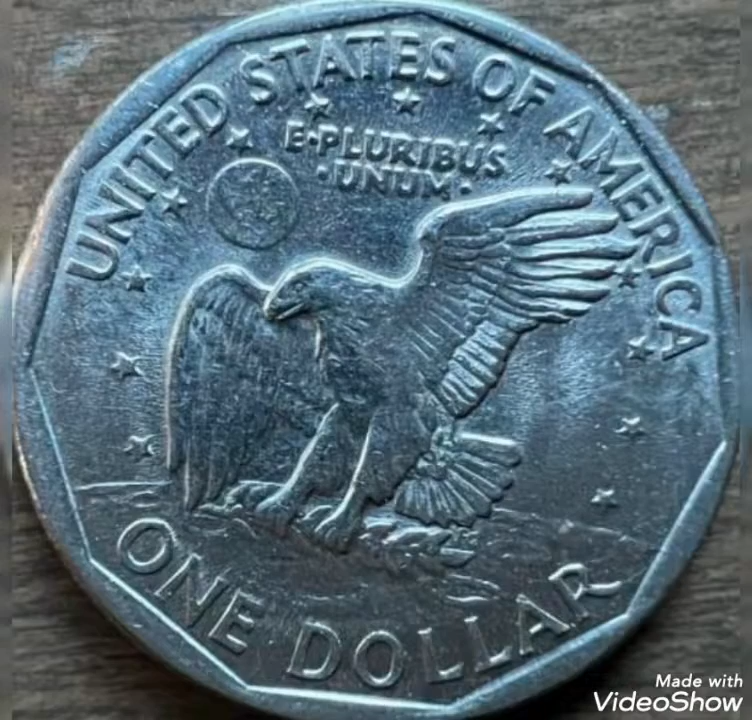 UNITED STATES OF AMERICA
E·PLURIBUS
·UNUM·
ONE DOLLAR
Made with
VideoShow